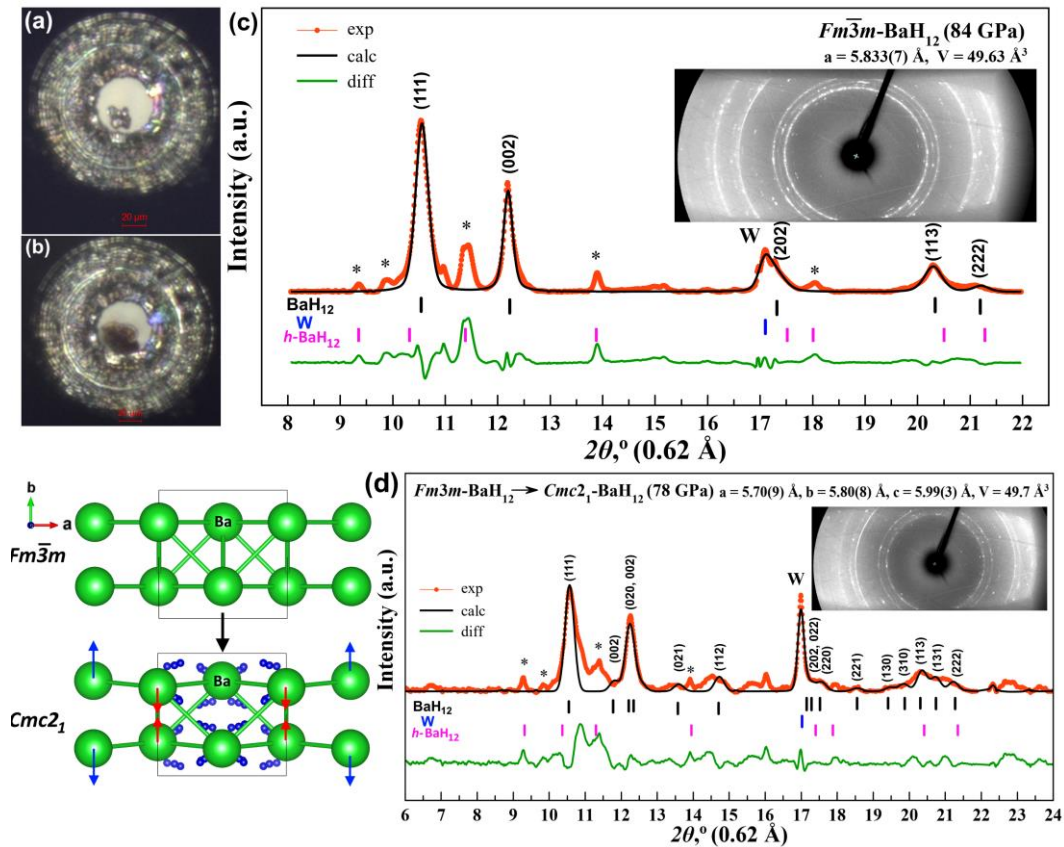 (a)
20 μm
(b)
(c)
exp
calc
diff
Fm3̅m-BaH₁₂ (84 GPa)
a = 5.833(7) Å, V = 49.63 Å³
Intensity (a.u.)
(111)
(002)
*
*
*
*
W
(202)
*
(113)
(222)
BaH₁₂
W
h-BaH₁₂
8 9 10 11 12 13 14 15 16 17 18 19 20 21 22
2θ,º (0.62 Å)
b
a
Fm3̅m
Ba
Ba
Cmc2₁
(d)
Fm3m-BaH₁₂ → Cmc2₁-BaH₁₂ (78 GPa) a = 5.70(9) Å, b = 5.80(8) Å, c = 5.99(3) Å, V = 49.7 Å³
Intensity (a.u.)
exp
calc
diff
*
*
(111)
*
(002)
(020, 002)
(021)
*
(112)
W
(202, 022)
(220)
(221)
(130)
(310)
(113)
(131)
(222)
BaH₁₂
W
h-BaH₁₂
6 7 8 9 10 11 12 13 14 15 16 17 18 19 20 21 22 23 24
2θ,º (0.62 Å)